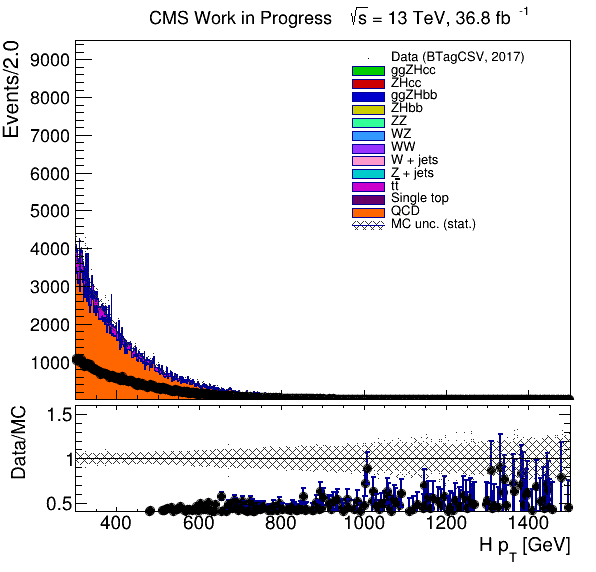 CMS Work in Progress √s = 13 TeV, 36.8 fb⁻¹
Events/2.0
9000
8000
7000
6000
5000
4000
3000
2000
1000
Data (BTagCSV, 2017)
ggZHcc
ZHcc
ggZHbb
ZHbb
ZZ
WZ
WW
W + jets
Z + jets
tt̅
Single top
QCD
MC unc. (stat.)
Data/MC
1.5
1
0.5
400 600 800 1000 1200 1400
H p_T [GeV]